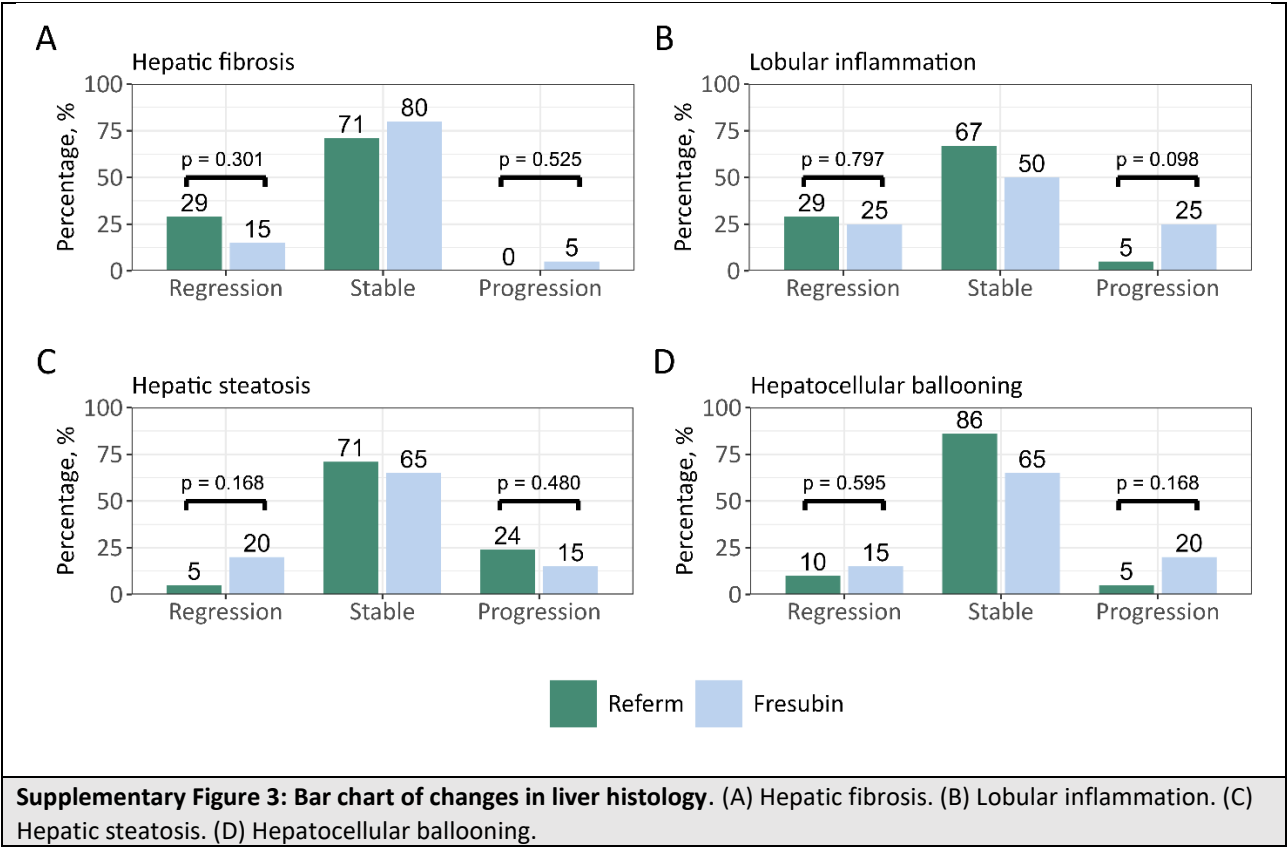 A
Hepatic fibrosis
Percentage, %
100
75
50
25
0
p = 0.301
p = 0.525
29
15
71
80
0
5
Regression
Stable
Progression
B
Lobular inflammation
Percentage, %
100
75
50
25
0
p = 0.797
p = 0.098
29
25
67
50
5
25
Regression
Stable
Progression
C
Hepatic steatosis
Percentage, %
100
75
50
25
0
p = 0.168
p = 0.480
5
20
71
65
24
15
Regression
Stable
Progression
D
Hepatocellular ballooning
Percentage, %
100
75
50
25
0
p = 0.595
p = 0.168
10
15
86
65
5
20
Regression
Stable
Progression
Referm
Fresubin
Supplementary Figure 3: Bar chart of changes in liver histology. (A) Hepatic fibrosis. (B) Lobular inflammation. (C)
Hepatic steatosis. (D) Hepatocellular ballooning.